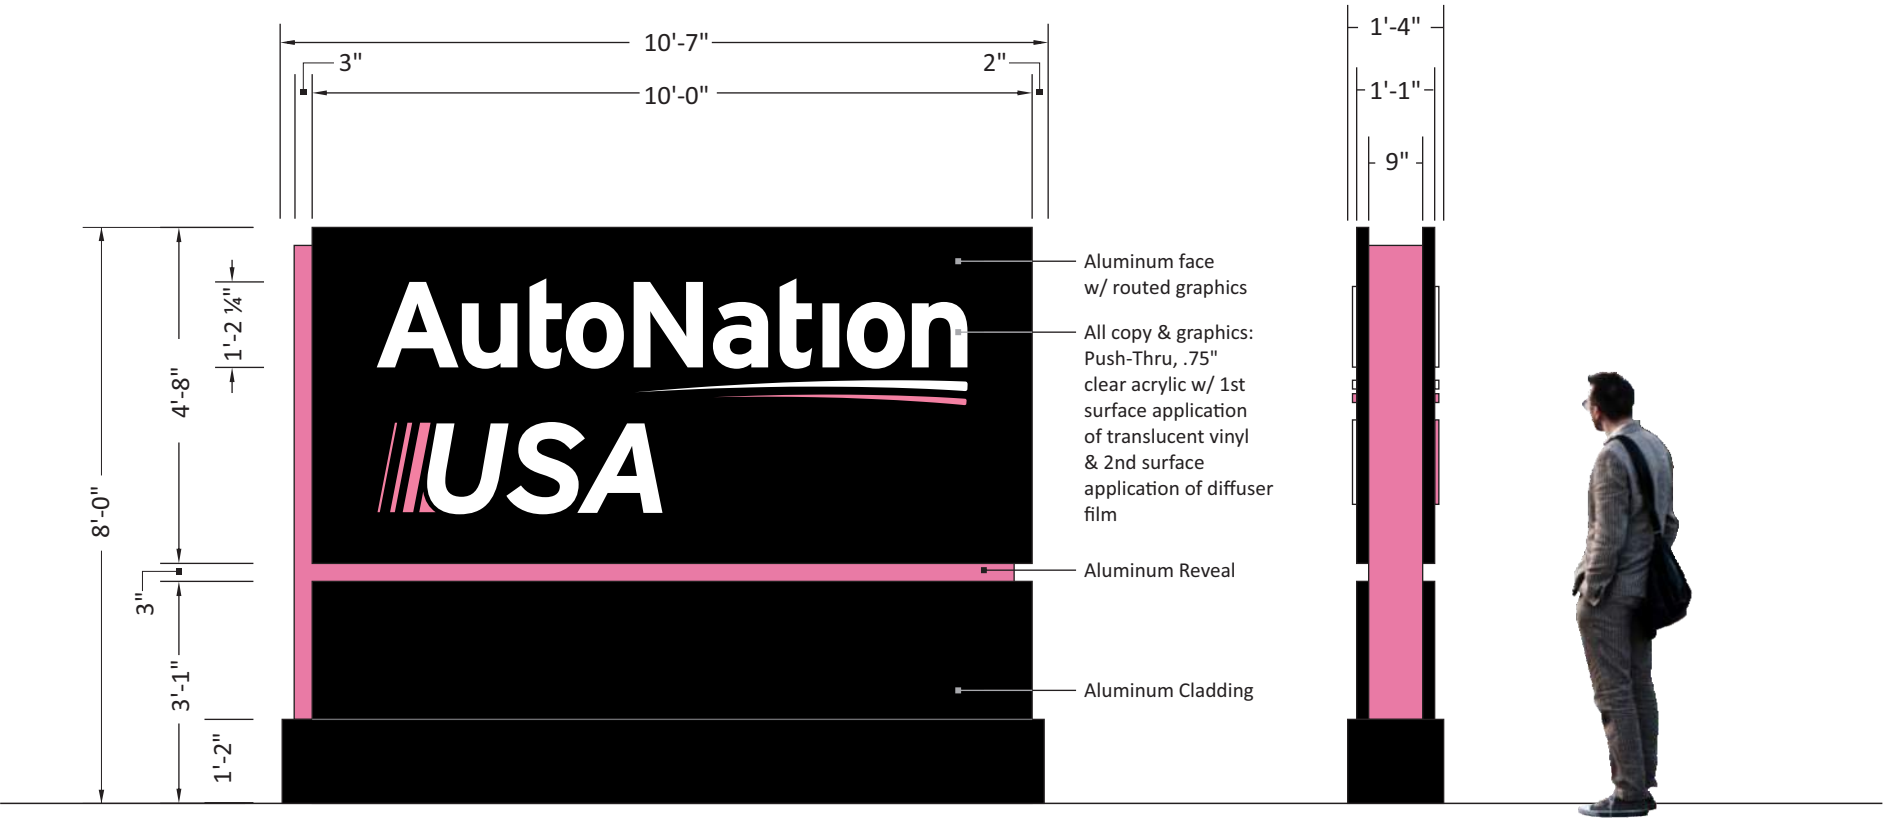 10'-7"
3"
2"
10'-0"
1'-4"
1'-1"
9"
8'-0"
4'-8"
1'-2 ¼"
3"
3'-1"
1'-2"
AutoNation
USA
Aluminum face
w/ routed graphics
All copy & graphics:
Push-Thru, .75"
clear acrylic w/ 1st
surface application
of translucent vinyl
& 2nd surface
application of diffuser
film
Aluminum Reveal
Aluminum Cladding